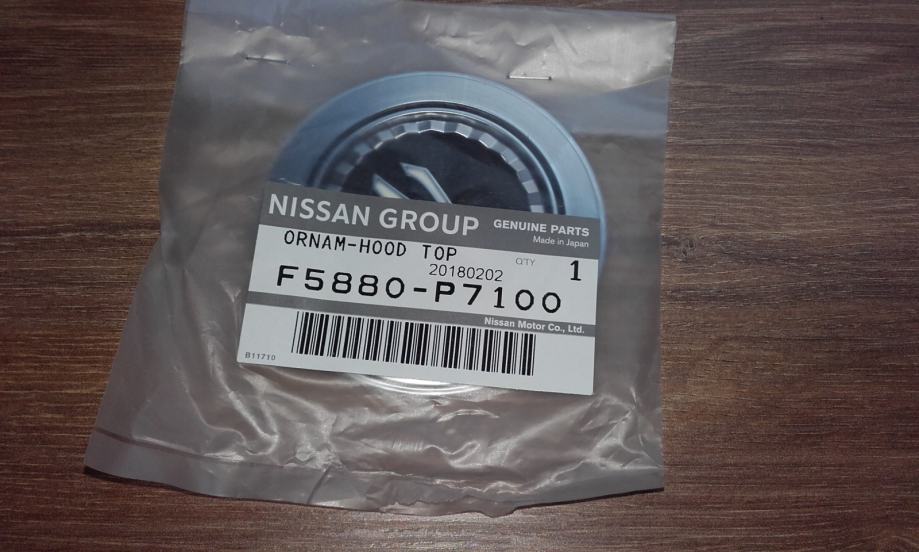 NISSAN GROUP GENUINE PARTS
Made in Japan
ORNAM-HOOD TOP
20180202 Q'TY 1
F5880-P7100
Nissan Motor Co., Ltd.
B11710